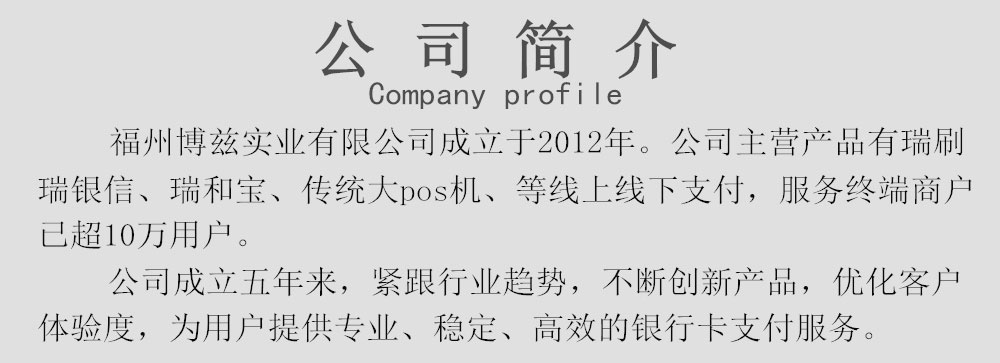 公司简介
Company profile
福州博兹实业有限公司成立于2012年。公司主营产品有瑞刷
瑞银信、瑞和宝、传统大pos机、等线上线下支付，服务终端商户
已超10万用户。
公司成立五年来，紧跟行业趋势，不断创新产品，优化客户
体验度，为用户提供专业、稳定、高效的银行卡支付服务。